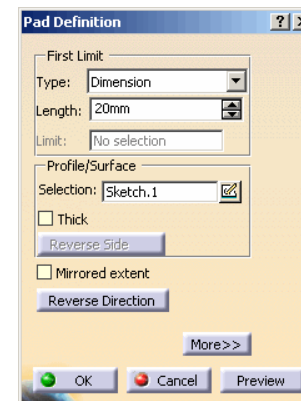 Pad Definition
First Limit
Type: Dimension
Length: 20mm
Limit: No selection
Profile/Surface
Selection: Sketch.1
Thick
Reverse Side
Mirrored extent
Reverse Direction
More>>
OK Cancel Preview